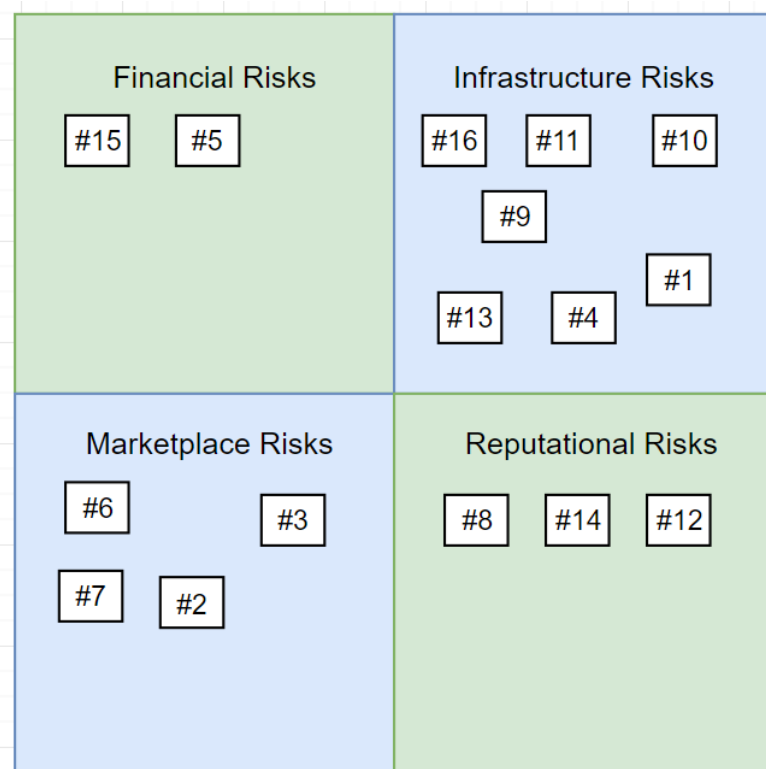 Financial Risks
#15 #5
Infrastructure Risks
#16 #11 #10
#9
#1
#13 #4
Marketplace Risks
#6 #3
#7 #2
Reputational Risks
#8 #14 #12